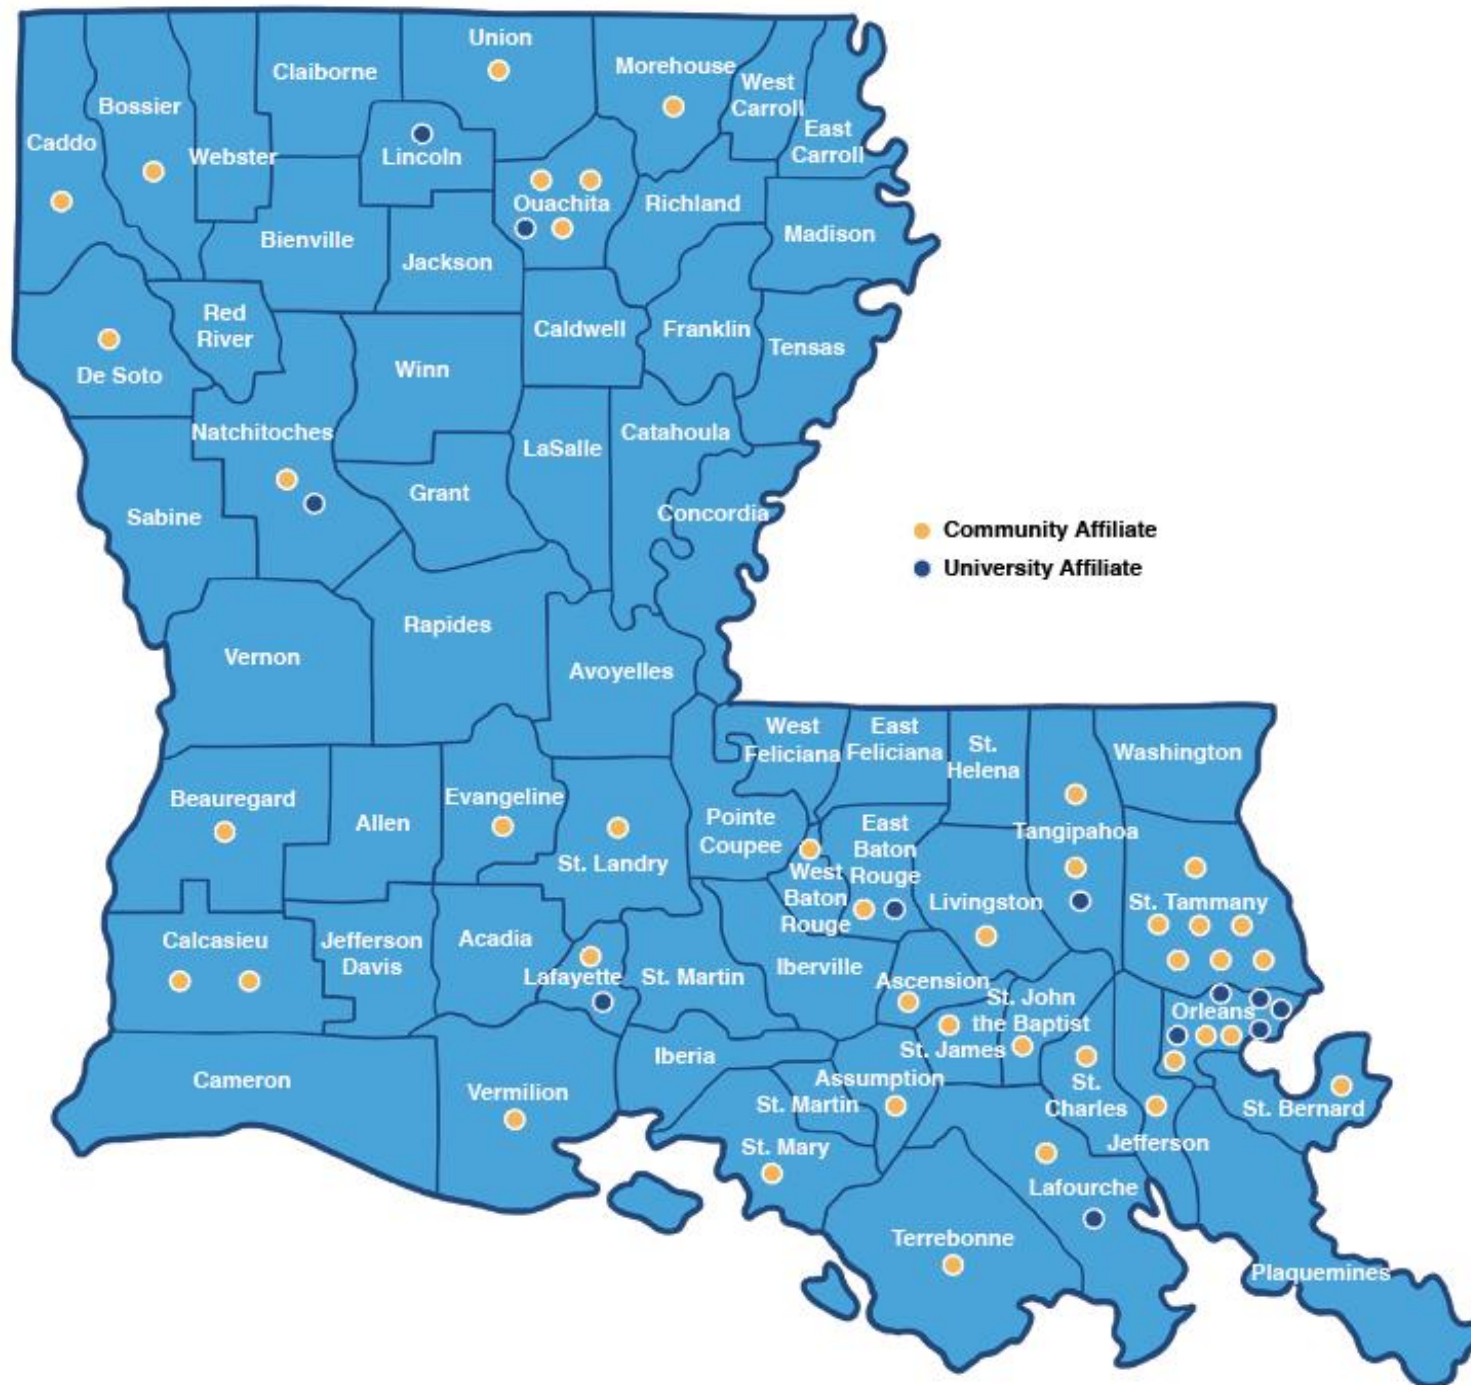 Union
Claiborne
Morehouse
West
Carroll
Bossier
East
Carroll
Caddo
Webster
Lincoln
Ouachita
Richland
Madison
Bienville
Jackson
Red
River
Caldwell
Franklin
Tensas
De Soto
Winn
Natchitoches
LaSalle
Catahoula
Grant
Sabine
Concordia
Community Affiliate
University Affiliate
Rapides
Vernon
Avoyelles
West
Feliciana
East
Feliciana
St.
Helena
Washington
Beauregard
Evangeline
Allen
Pointe
Coupee
East
Baton
Rouge
Tangipahoa
St. Landry
West
Baton
Rouge
Livingston
St. Tammany
Calcasieu
Jefferson
Davis
Acadia
Lafayette
St. Martin
Iberville
Ascension
St. John
the Baptist
Orleans
St. James
Iberia
Cameron
Vermilion
Assumption
St. Martin
St.
Charles
St. Bernard
Jefferson
St. Mary
Lafourche
Terrebonne
Plaquemines